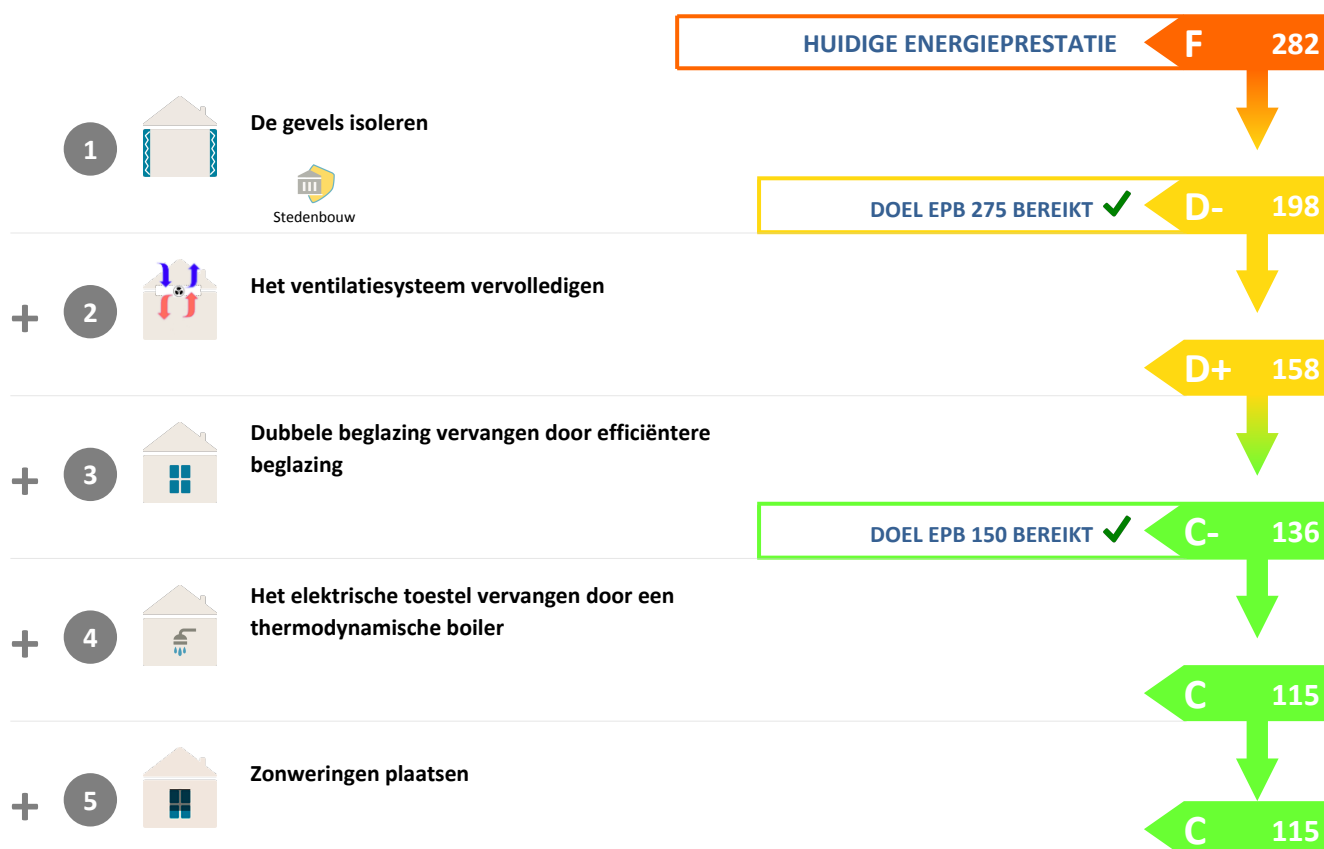 HUIDIGE ENERGIEPRESTATIE F 282
1 De gevels isoleren
Stedenbouw
DOEL EPB 275 BEREIKT ✓ D- 198
+ 2 Het ventilatiesysteem vervolledigen
D+ 158
+ 3 Dubbele beglazing vervangen door efficiëntere
beglazing
DOEL EPB 150 BEREIKT ✓ C- 136
+ 4 Het elektrische toestel vervangen door een
thermodynamische boiler
C 115
+ 5 Zonweringen plaatsen
C 115